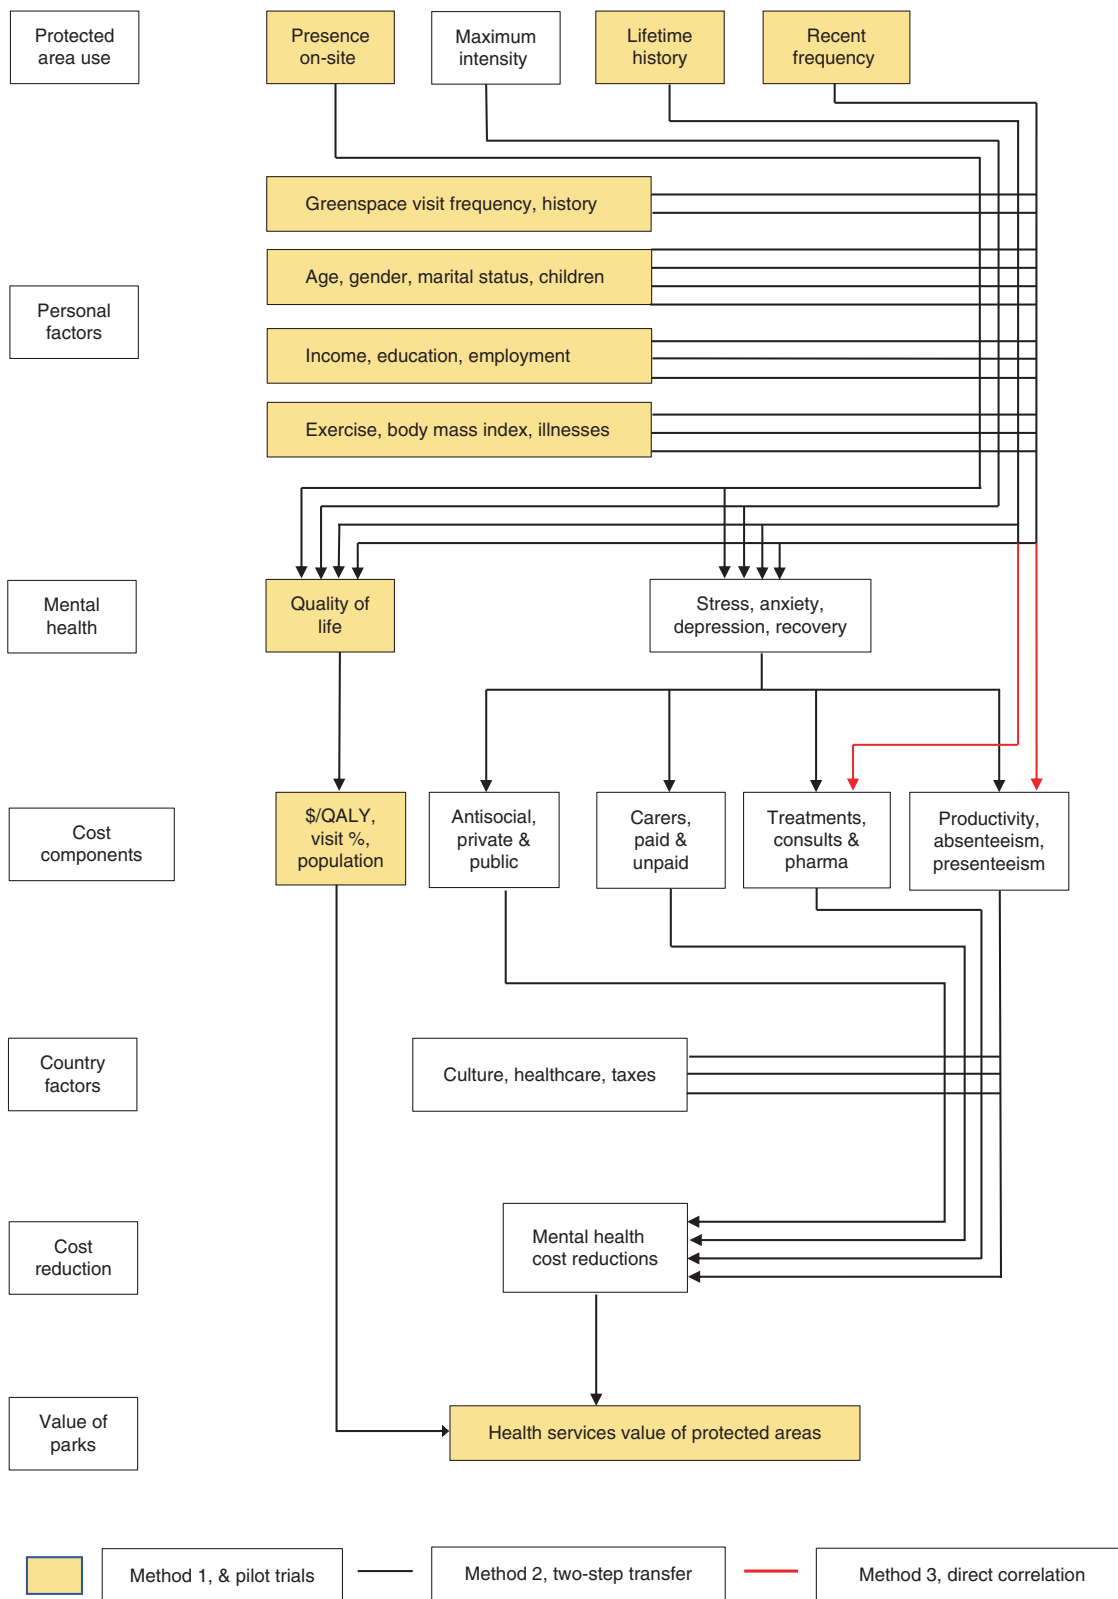 Protected
area use
Presence
on-site
Maximum
intensity
Lifetime
history
Recent
frequency
Greenspace visit frequency, history
Age, gender, marital status, children
Personal
factors
Income, education, employment
Exercise, body mass index, illnesses
Mental
health
Quality of
life
Stress, anxiety,
depression, recovery
Cost
components
$/QALY,
visit %,
population
Antisocial,
private &
public
Carers,
paid &
unpaid
Treatments,
consults &
pharma
Productivity,
absenteeism,
presenteeism
Country
factors
Culture, healthcare, taxes
Cost
reduction
Mental health
cost reductions
Value of
parks
Health services value of protected areas
Method 1, & pilot trials
Method 2, two-step transfer
Method 3, direct correlation